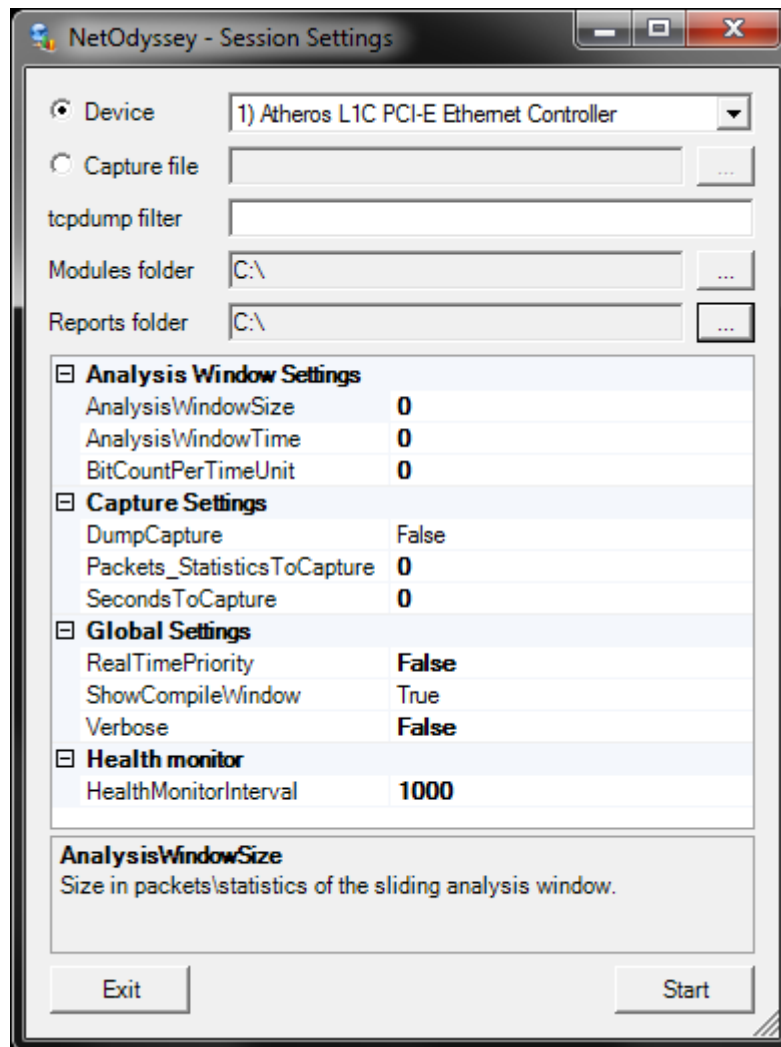 NetOdyssey - Session Settings
Device 1) Atheros L1C PCI-E Ethernet Controller
Capture file ...
tcpdump filter
Modules folder C:\ ...
Reports folder C:\ ...
Analysis Window Settings
AnalysisWindowSize 0
AnalysisWindowTime 0
BitCountPerTimeUnit 0
Capture Settings
DumpCapture False
Packets_StatisticsToCapture 0
SecondsToCapture 0
Global Settings
RealTimePriority False
ShowCompileWindow True
Verbose False
Health monitor
HealthMonitorInterval 1000
AnalysisWindowSize
Size in packets\statistics of the sliding analysis window.
Exit Start